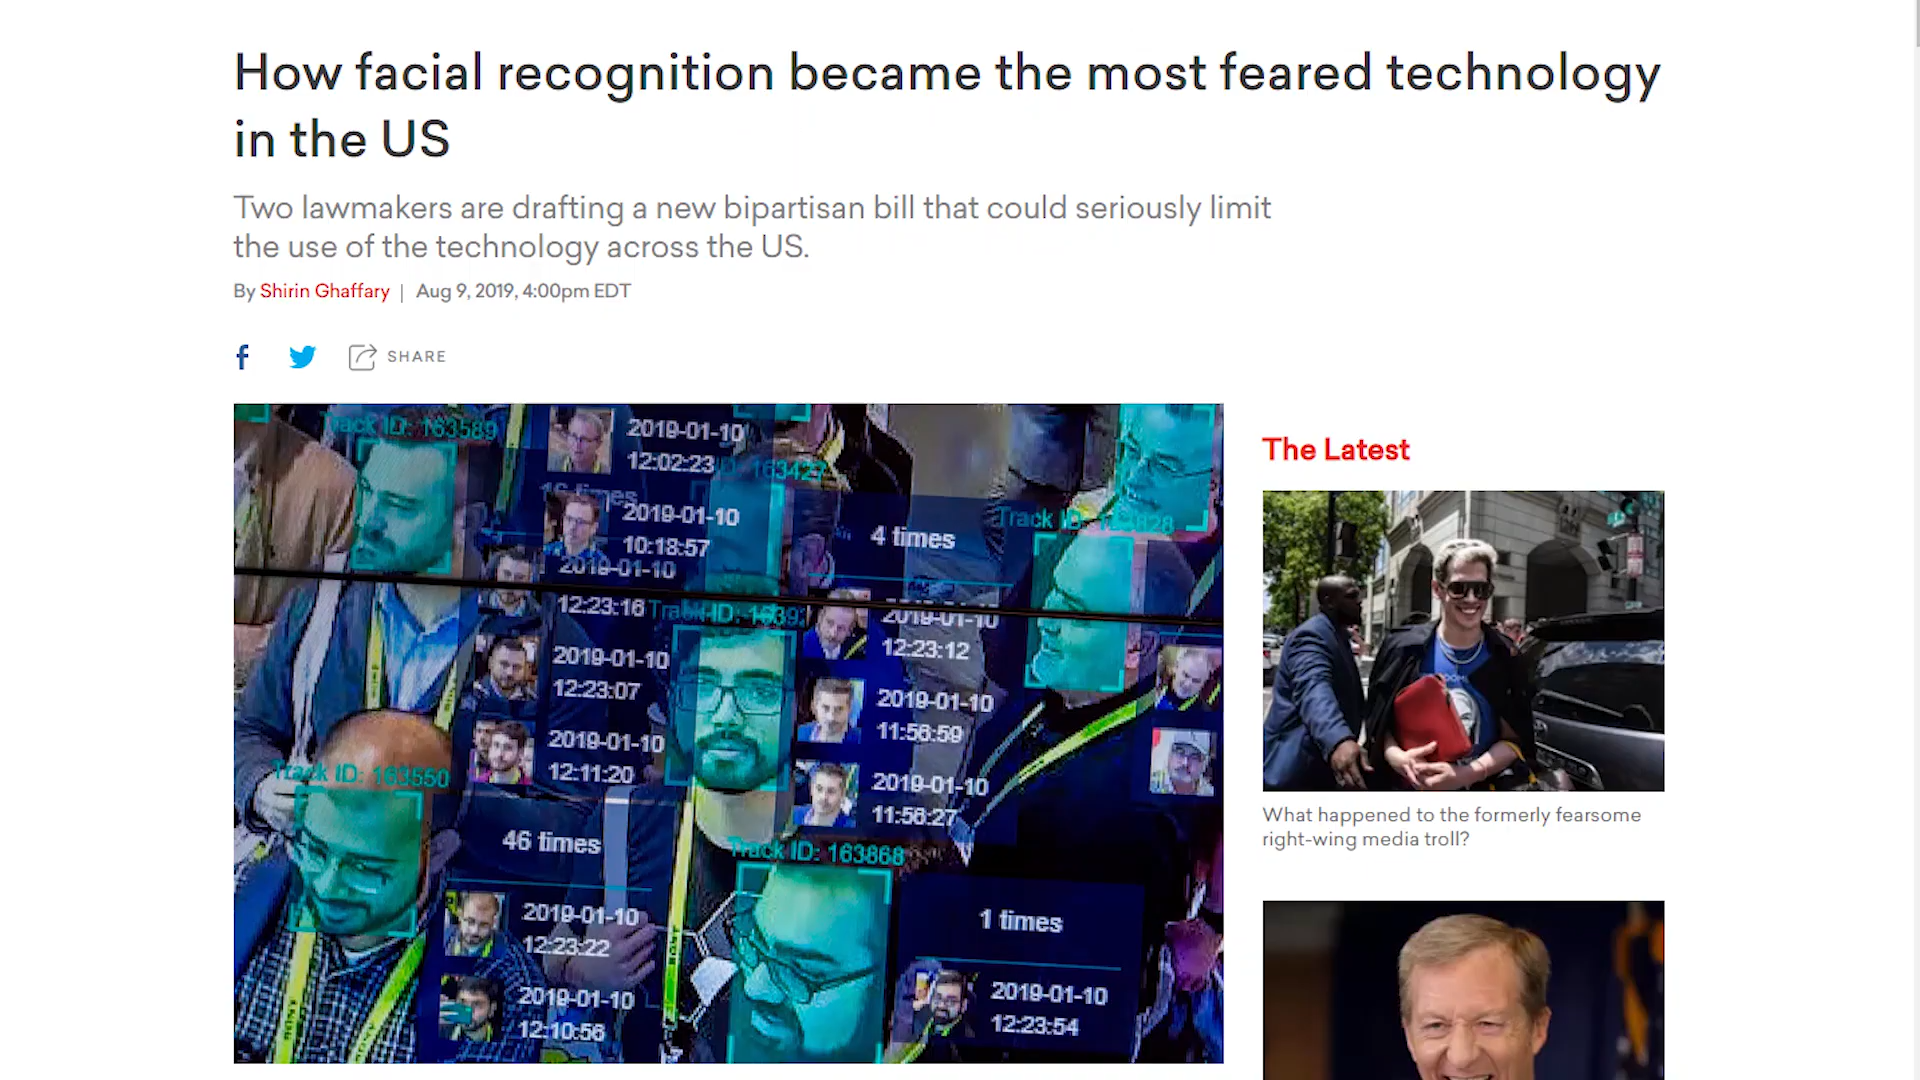 How facial recognition became the most feared technology
in the US
Two lawmakers are drafting a new bipartisan bill that could seriously limit
the use of the technology across the US.
By Shirin Ghaffary | Aug 9, 2019, 4:00pm EDT
SHARE
Track ID: 163589
2019-01-10
12:02:23
163427
16 times
2019-01-10
10:18:57
2019-01-10
12:23:16
4 times
Track ID: 163828
2019-01-10
12:23:12
2019-01-10
12:23:07
2019-01-10
11:56:59
2019-01-10
12:11:20
2019-01-10
11:56:27
Track ID: 163550
46 times
Track ID: 163868
2019-01-10
12:23:22
1 times
2019-01-10
12:10:56
2019-01-10
12:23:54
The Latest
What happened to the formerly fearsome
right-wing media troll?